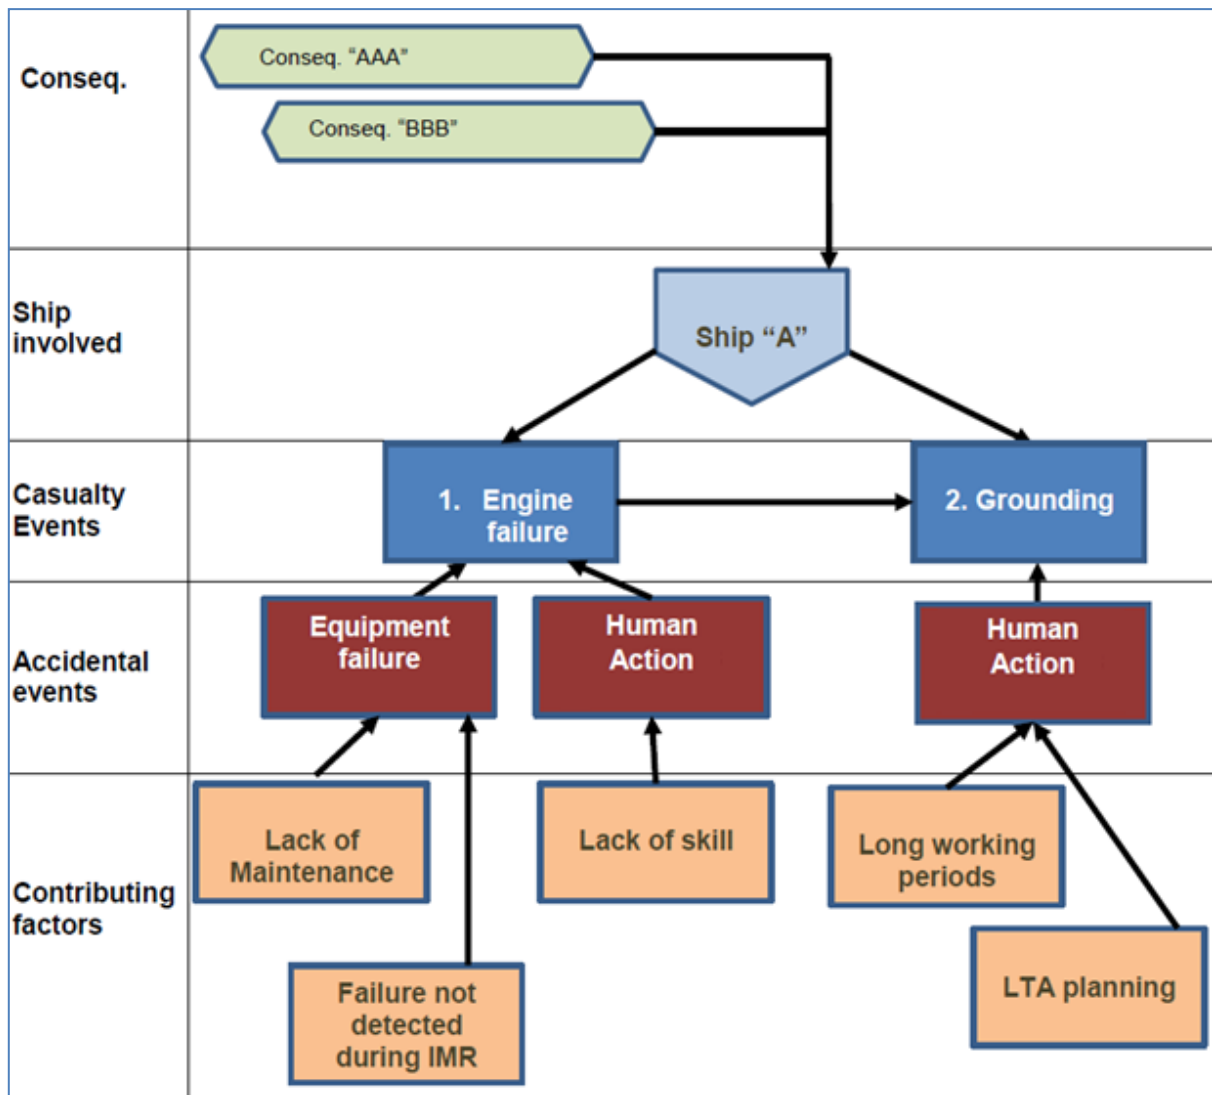 Conseq.
Conseq. “AAA”
Conseq. “BBB”
Ship
involved
Ship “A”
Casualty
Events
1. Engine
failure
2. Grounding
Accidental
events
Equipment
failure
Human
Action
Human
Action
Contributing
factors
Lack of
Maintenance
Lack of skill
Long working
periods
Failure not
detected
during IMR
LTA planning